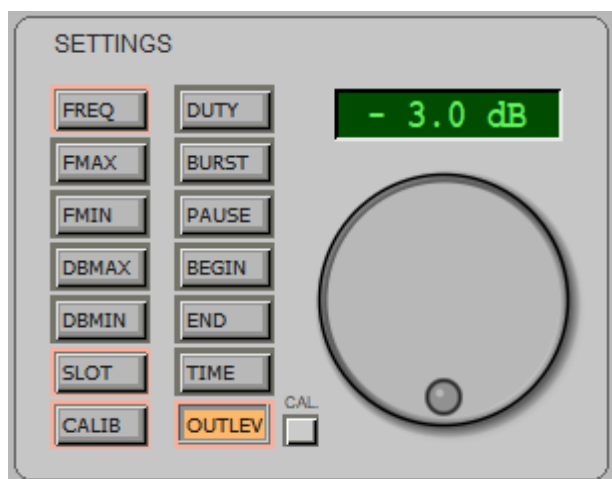 SETTINGS
FREQ DUTY
- 3.0 dB
FMAX BURST
FMIN PAUSE
DBMAX BEGIN
DBMIN END
SLOT TIME
CAL.
CALIB OUTLEV